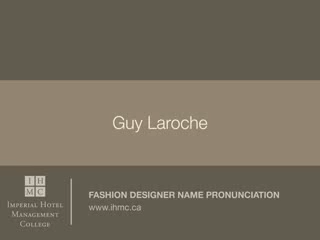 Guy Laroche
I H
M C
Imperial Hotel
Management
College
FASHION DESIGNER NAME PRONUNCIATION
www.ihmc.ca